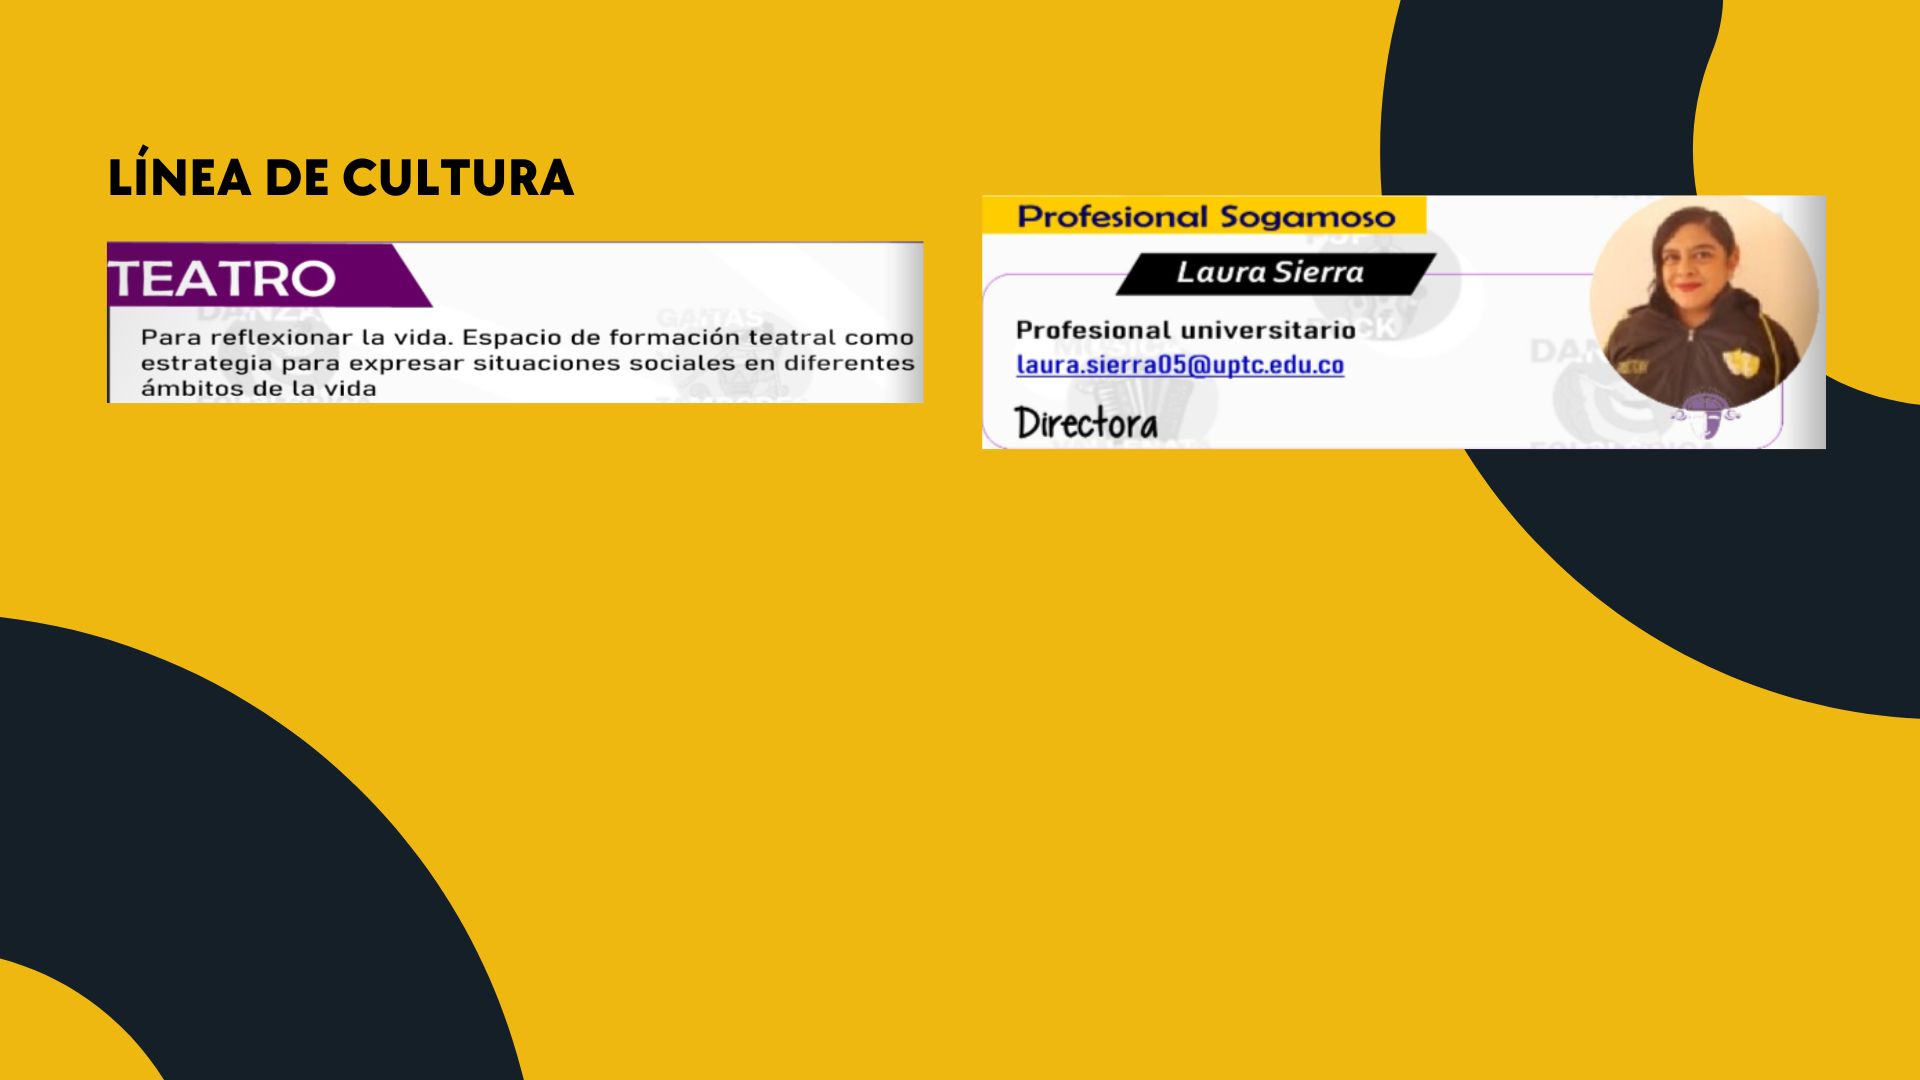 LÍNEA DE CULTURA
TEATRO
Para reflexionar la vida. Espacio de formación teatral como
estrategia para expresar situaciones sociales en diferentes
ámbitos de la vida
Profesional Sogamoso
Laura Sierra
Profesional universitario
laura.sierra05@uptc.edu.co
Directora